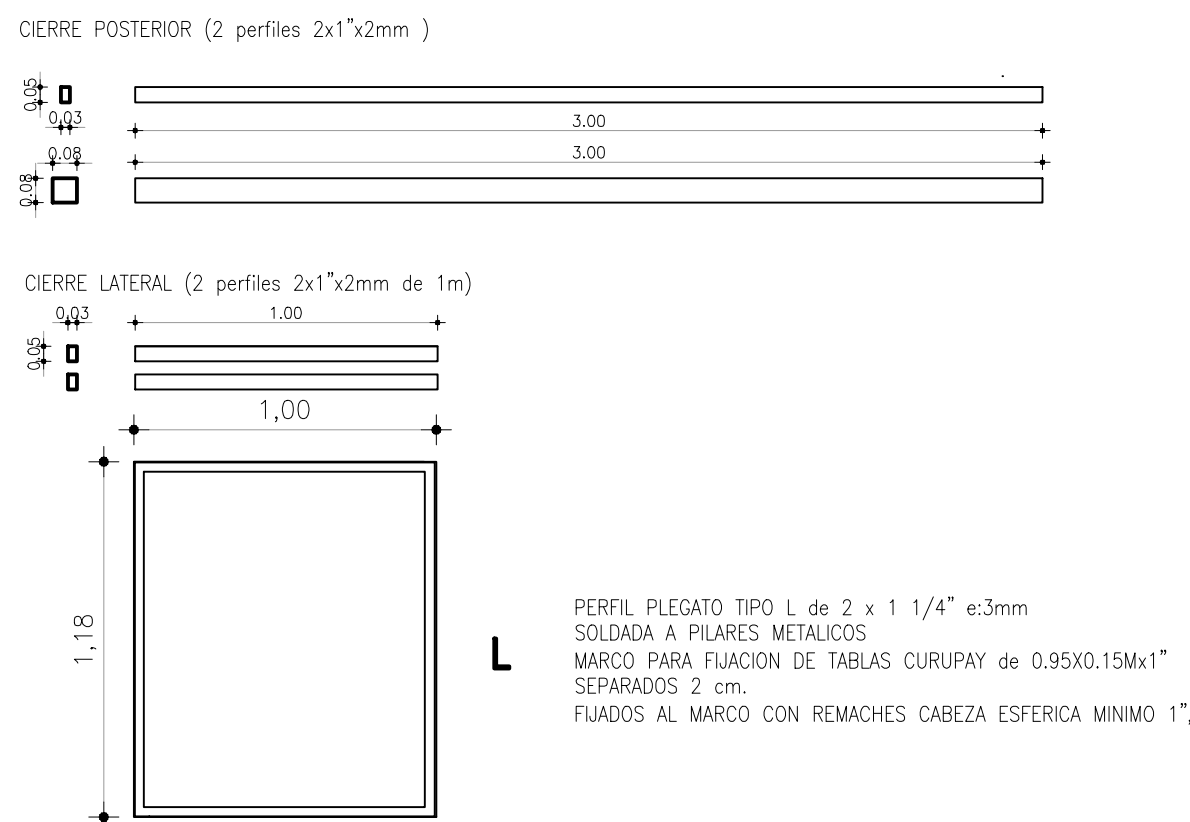 CIERRE POSTERIOR (2 perfiles 2x1”x2mm )
0.05
0.03
3.00
0.08
3.00
0.08
CIERRE LATERAL (2 perfiles 2x1”x2mm de 1m)
0.03
1.00
0.05
1,00
1,18
PERFIL PLEGATO TIPO L de 2 x 1 1/4” e:3mm
SOLDADA A PILARES METALICOS
MARCO PARA FIJACION DE TABLAS CURUPAY de 0.95X0.15Mx1”
SEPARADOS 2 cm.
FIJADOS AL MARCO CON REMACHES CABEZA ESFERICA MINIMO 1”,